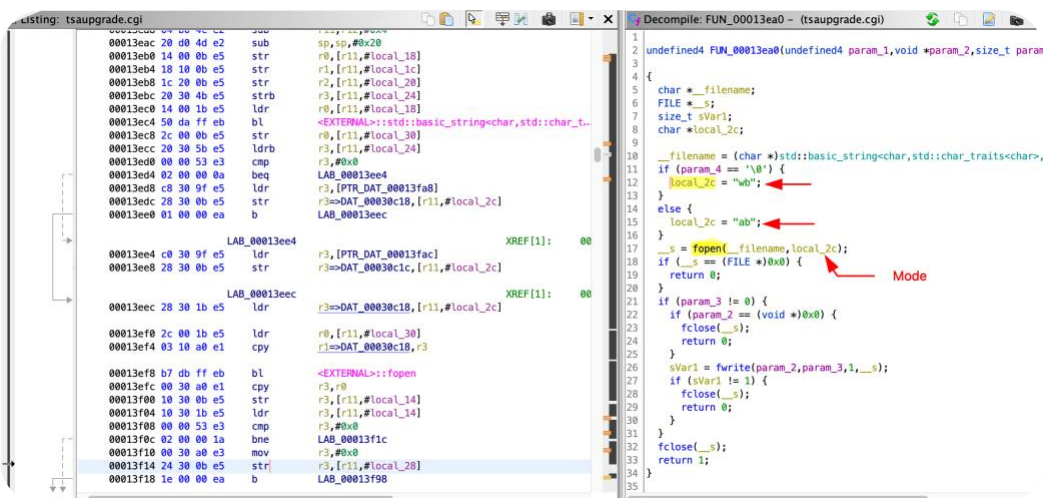 Listing: tsaupgrade.cgi
00013eac 20 d0 4d e2 sub sp,sp,#0x20
00013eb0 14 00 0b e5 str r0,[r11,#local_18]
00013eb4 18 10 0b e5 str r1,[r11,#local_1c]
00013eb8 1c 20 0b e5 str r2,[r11,#local_20]
00013ebc 20 30 4b e5 strb r3,[r11,#local_24]
00013ec0 14 00 1b e5 ldr r0,[r11,#local_18]
00013ec4 50 da ff eb bl <EXTERNAL>::std::basic_string<char,std::char_t...
00013ec8 2c 00 0b e5 str r0,[r11,#local_30]
00013ecc 20 30 5b e5 ldrb r3,[r11,#local_24]
00013ed0 00 00 53 e3 cmp r3,#0x0
00013ed4 02 00 00 0a beq LAB_00013ee4
00013ed8 c8 30 9f e5 ldr r3,[PTR_DAT_00013fa8]
00013edc 28 30 0b e5 str r3=>DAT_00030c18,[r11,#local_2c]
00013ee0 01 00 00 ea b LAB_00013eec
LAB_00013ee4 XREF[1]: 00
00013ee4 c0 30 9f e5 ldr r3,[PTR_DAT_00013fac]
00013ee8 28 30 0b e5 str r3=>DAT_00030c1c,[r11,#local_2c]
LAB_00013eec XREF[1]: 00
00013eec 28 30 1b e5 ldr r3=>DAT_00030c18,[r11,#local_2c]
00013ef0 2c 00 1b e5 ldr r0,[r11,#local_30]
00013ef4 03 10 a0 e1 cpy r1=>DAT_00030c18,r3
00013ef8 b7 db ff eb bl <EXTERNAL>::fopen
00013efc 00 30 a0 e1 cpy r3,r0
00013f00 10 30 0b e5 str r3,[r11,#local_14]
00013f04 10 30 1b e5 ldr r3,[r11,#local_14]
00013f08 00 00 53 e3 cmp r3,#0x0
00013f0c 02 00 00 1a bne LAB_00013f1c
00013f10 00 30 a0 e3 mov r3,#0x0
00013f14 24 30 0b e5 str r3,[r11,#local_28]
00013f18 1e 00 00 ea b LAB_00013f98
Decompile: FUN_00013ea0 - (tsaupgrade.cgi)
1
2 undefined4 FUN_00013ea0(undefined4 param_1,void *param_2,size_t param
3
4 {
5 char *__filename;
6 FILE *__s;
7 size_t sVar1;
8 char *local_2c;
9
10 __filename = (char *)std::basic_string<char,std::char_traits<char>,
11 if (param_4 == '\0') {
12 local_2c = "wb";
13 }
14 else {
15 local_2c = "ab";
16 }
17 __s = fopen(__filename,local_2c);
18 if (__s == (FILE *)0x0) {
Mode
19 return 0;
20 }
21 if (param_3 != 0) {
22 if (param_2 == (void *)0x0) {
23 fclose(__s);
24 return 0;
25 }
26 sVar1 = fwrite(param_2,param_3,1,__s);
27 if (sVar1 != 1) {
28 fclose(__s);
29 return 0;
30 }
31 }
32 fclose(__s);
33 return 1;
34 }
35